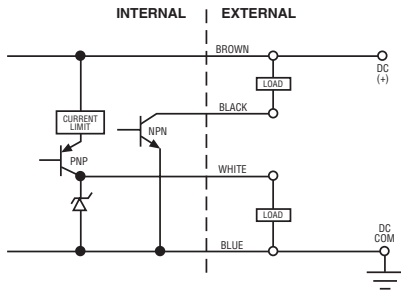 INTERNAL EXTERNAL
BROWN
DC
(+)
LOAD
CURRENT
LIMIT
BLACK
NPN
PNP
WHITE
LOAD
DC
COM
BLUE